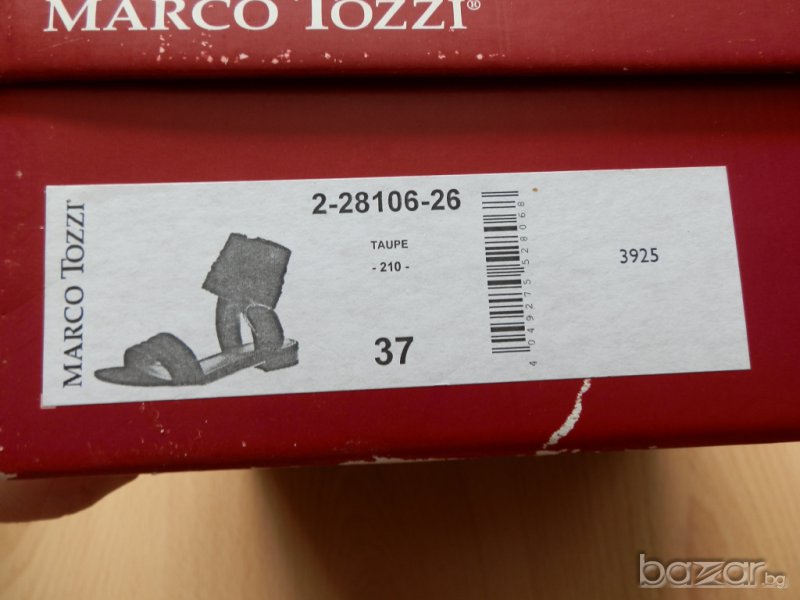 MARCO TOZZI®
MARCO TOZZI
2-28106-26
TAUPE
- 210 -
37
4 049275 528068
3925
bazar.bg